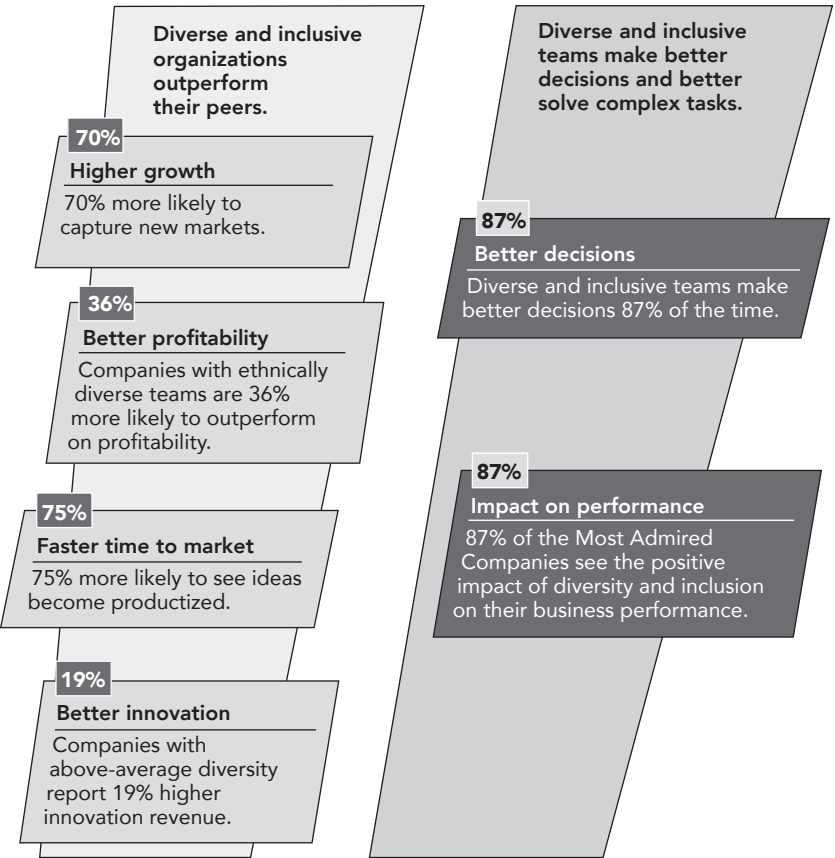 Diverse and inclusive
organizations
outperform
their peers.
70%
Higher growth
70% more likely to
capture new markets.
36%
Better profitability
Companies with ethnically
diverse teams are 36%
more likely to outperform
on profitability.
75%
Faster time to market
75% more likely to see ideas
become productized.
19%
Better innovation
Companies with
above-average diversity
report 19% higher
innovation revenue.
Diverse and inclusive
teams make better
decisions and better
solve complex tasks.
87%
Better decisions
Diverse and inclusive teams make
better decisions 87% of the time.
87%
Impact on performance
87% of the Most Admired
Companies see the positive
impact of diversity and inclusion
on their business performance.